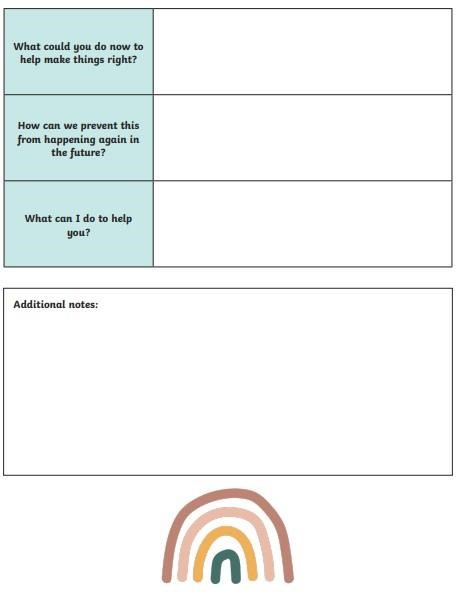 What could you do now to
help make things right?
How can we prevent this
from happening again in
the future?
What can I do to help
you?
Additional notes: